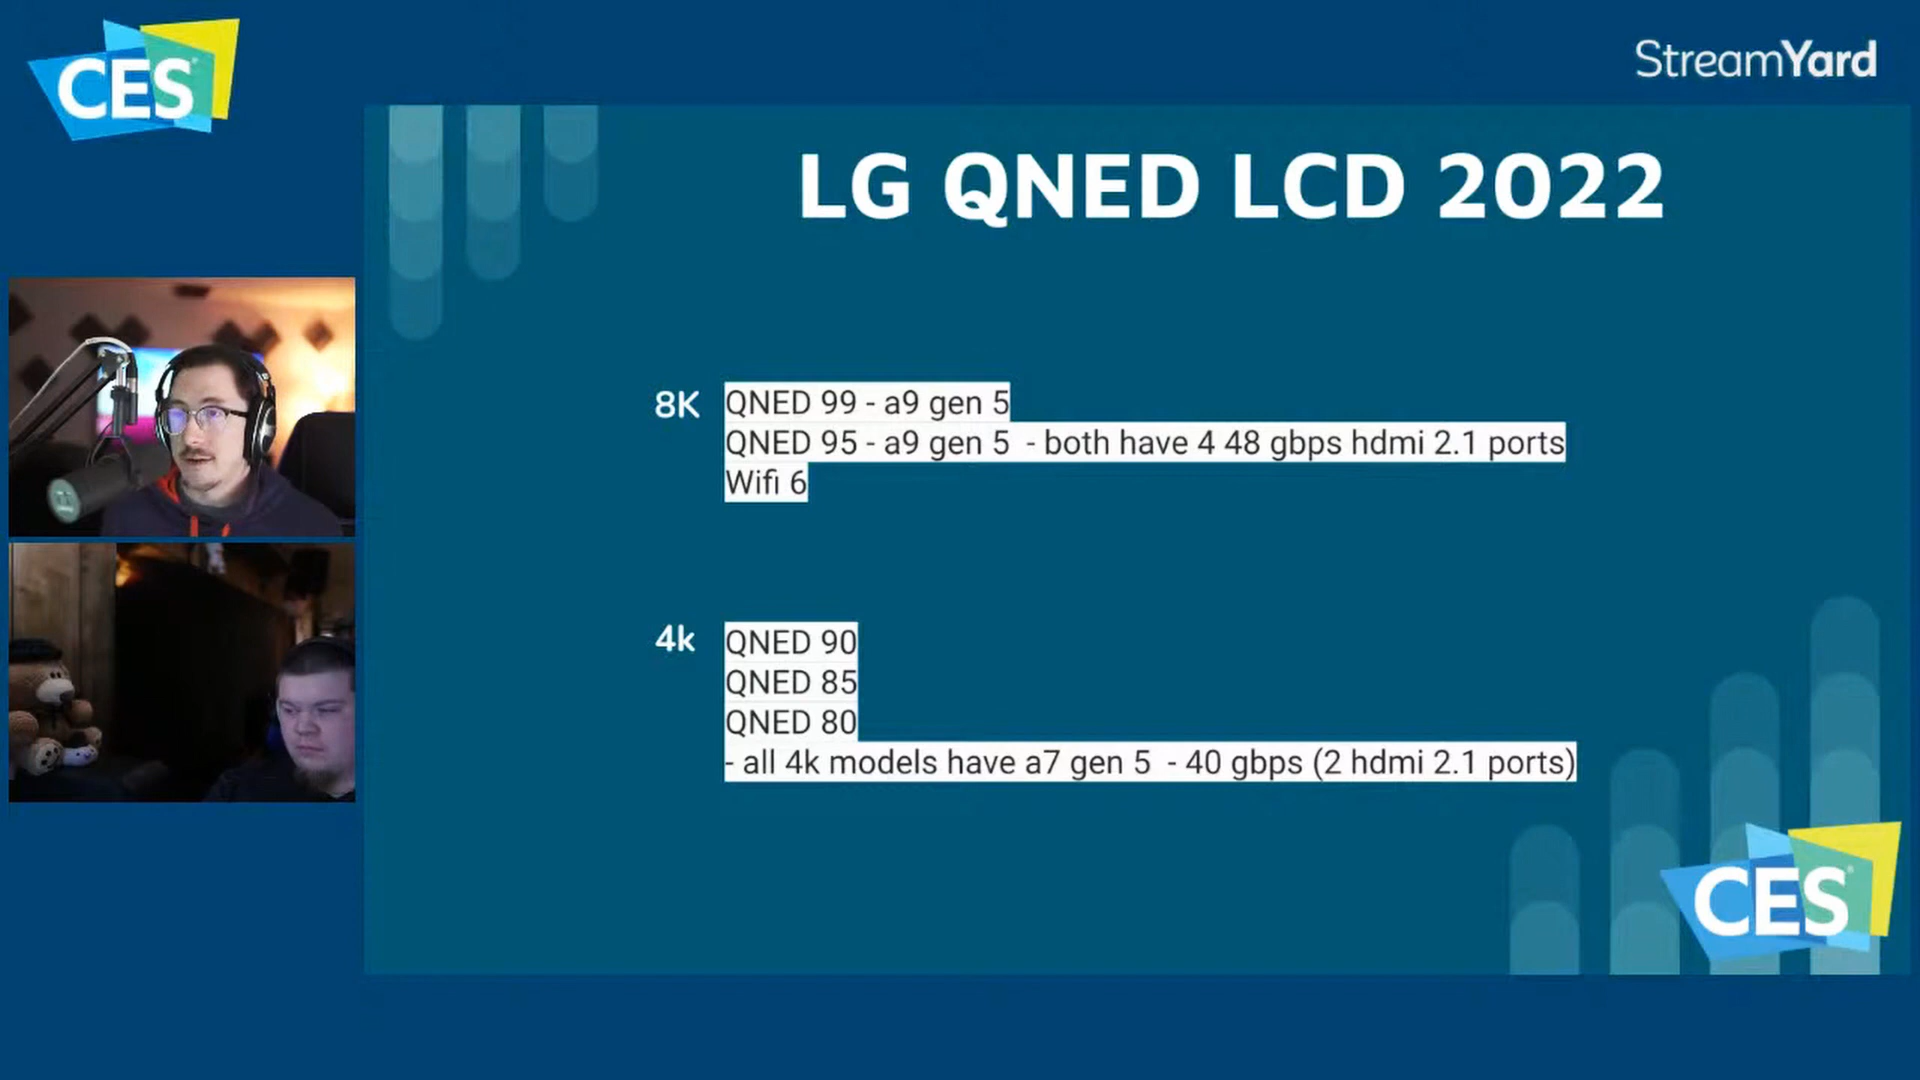 CES
StreamYard
LG QNED LCD 2022
8K
QNED 99 - a9 gen 5
QNED 95 - a9 gen 5 - both have 4 48 gbps hdmi 2.1 ports
Wifi 6
4k
QNED 90
QNED 85
QNED 80
- all 4k models have a7 gen 5 - 40 gbps (2 hdmi 2.1 ports)
CES